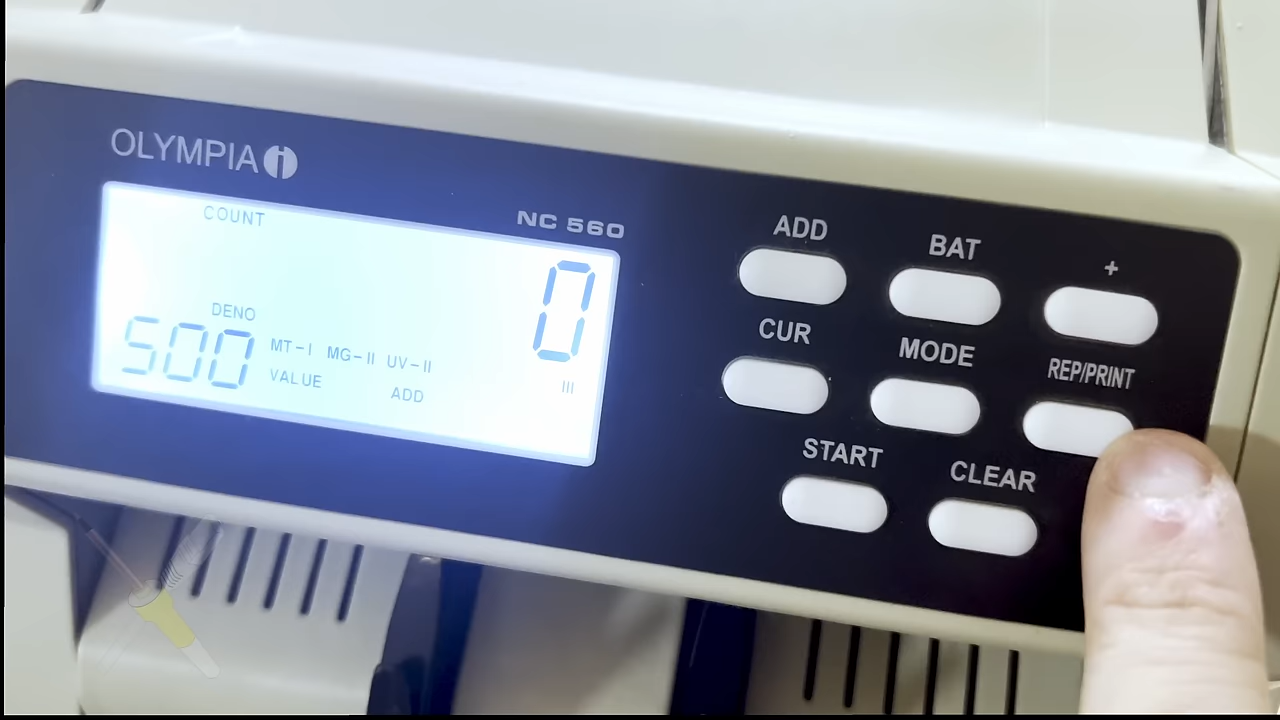 OLYMPIA
NC 560
COUNT
0
DENO
500
MT-I MG-II UV-II
VALUE
ADD
III
ADD
BAT
+
CUR
MODE
REP/PRINT
START
CLEAR